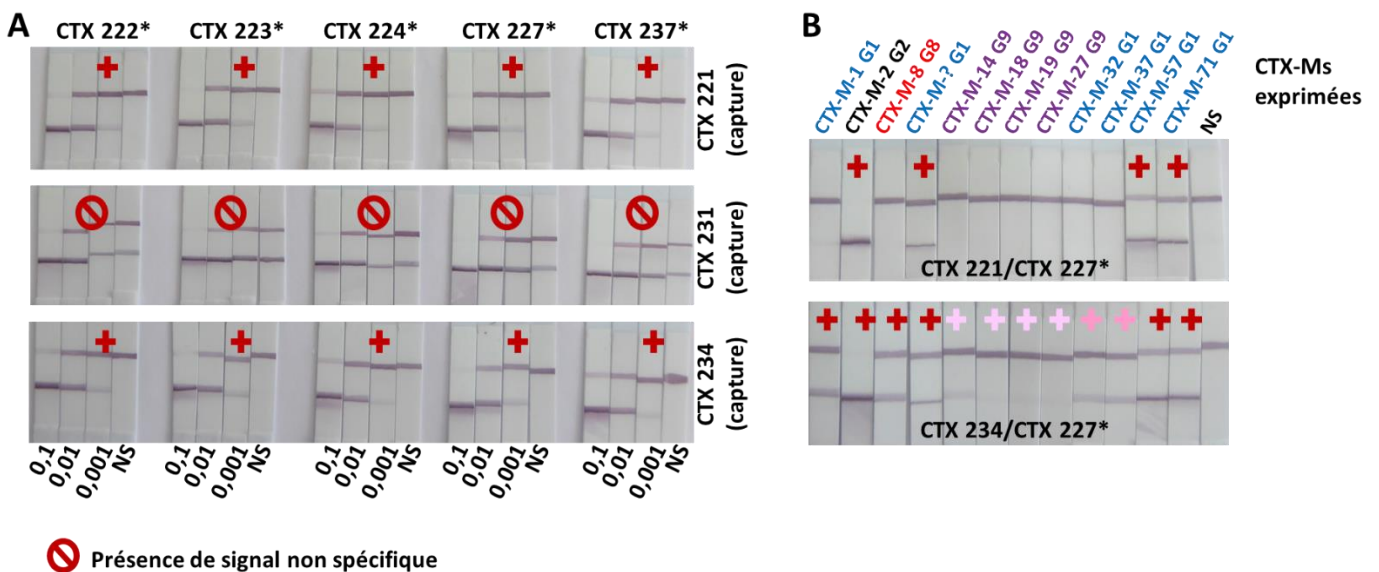 A
CTX 222* CTX 223* CTX 224* CTX 227* CTX 237*
CTX 221
(capture)
CTX 231
(capture)
CTX 234
(capture)
0,1 0,01 0,001 NS 0,1 0,01 0,001 NS 0,1 0,01 0,001 NS 0,1 0,01 0,001 NS 0,1 0,01 0,001 NS
Présence de signal non spécifique
B
CTX-M-1 G1
CTX-M-2 G2
CTX-M-8 G8
CTX-M-? G1
CTX-M-14 G9
CTX-M-18 G9
CTX-M-19 G9
CTX-M-27 G9
CTX-M-32 G1
CTX-M-37 G1
CTX-M-57 G1
CTX-M-71 G1
NS
CTX-Ms
exprimées
CTX 221/CTX 227*
CTX 234/CTX 227*